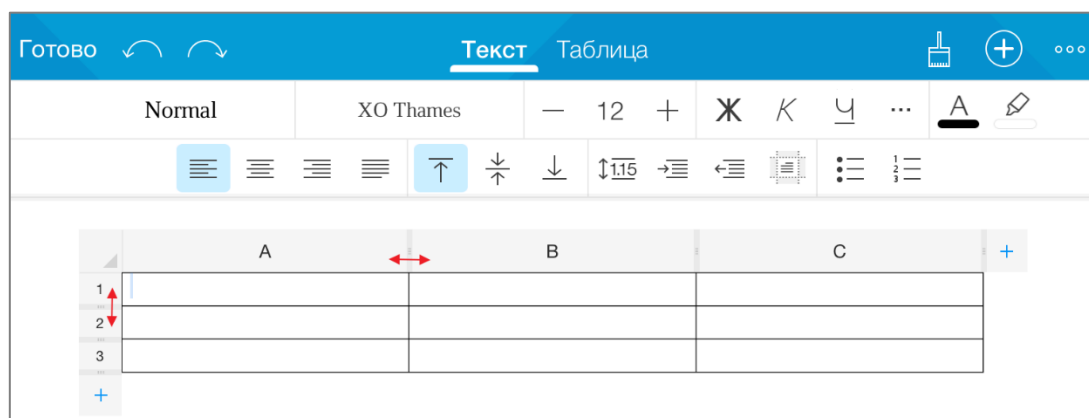 Готово Текст Таблица
Normal XO Thames — 12 + Ж К Ч ... A
1.15 1 2 3
A B C +
1
2
3
+